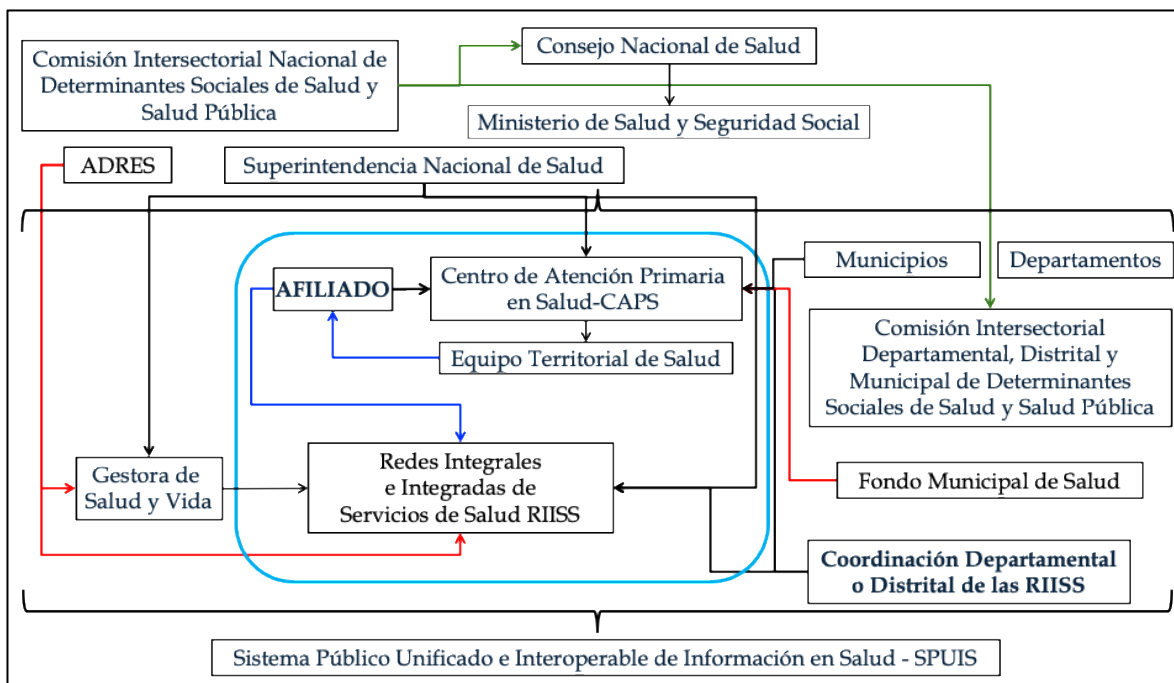 Comisión Intersectorial Nacional de
Determinantes Sociales de Salud y
Salud Pública
Consejo Nacional de Salud
Ministerio de Salud y Seguridad Social
ADRES
Superintendencia Nacional de Salud
Municipios
Departamentos
AFILIADO
Centro de Atención Primaria
en Salud-CAPS
Equipo Territorial de Salud
Comisión Intersectorial
Departamental, Distrital y
Municipal de Determinantes
Sociales de Salud y Salud Pública
Gestora de
Salud y Vida
Redes Integrales
e Integradas de
Servicios de Salud RIISS
Fondo Municipal de Salud
Coordinación Departamental
o Distrital de las RIISS
Sistema Público Unificado e Interoperable de Información en Salud - SPUIS